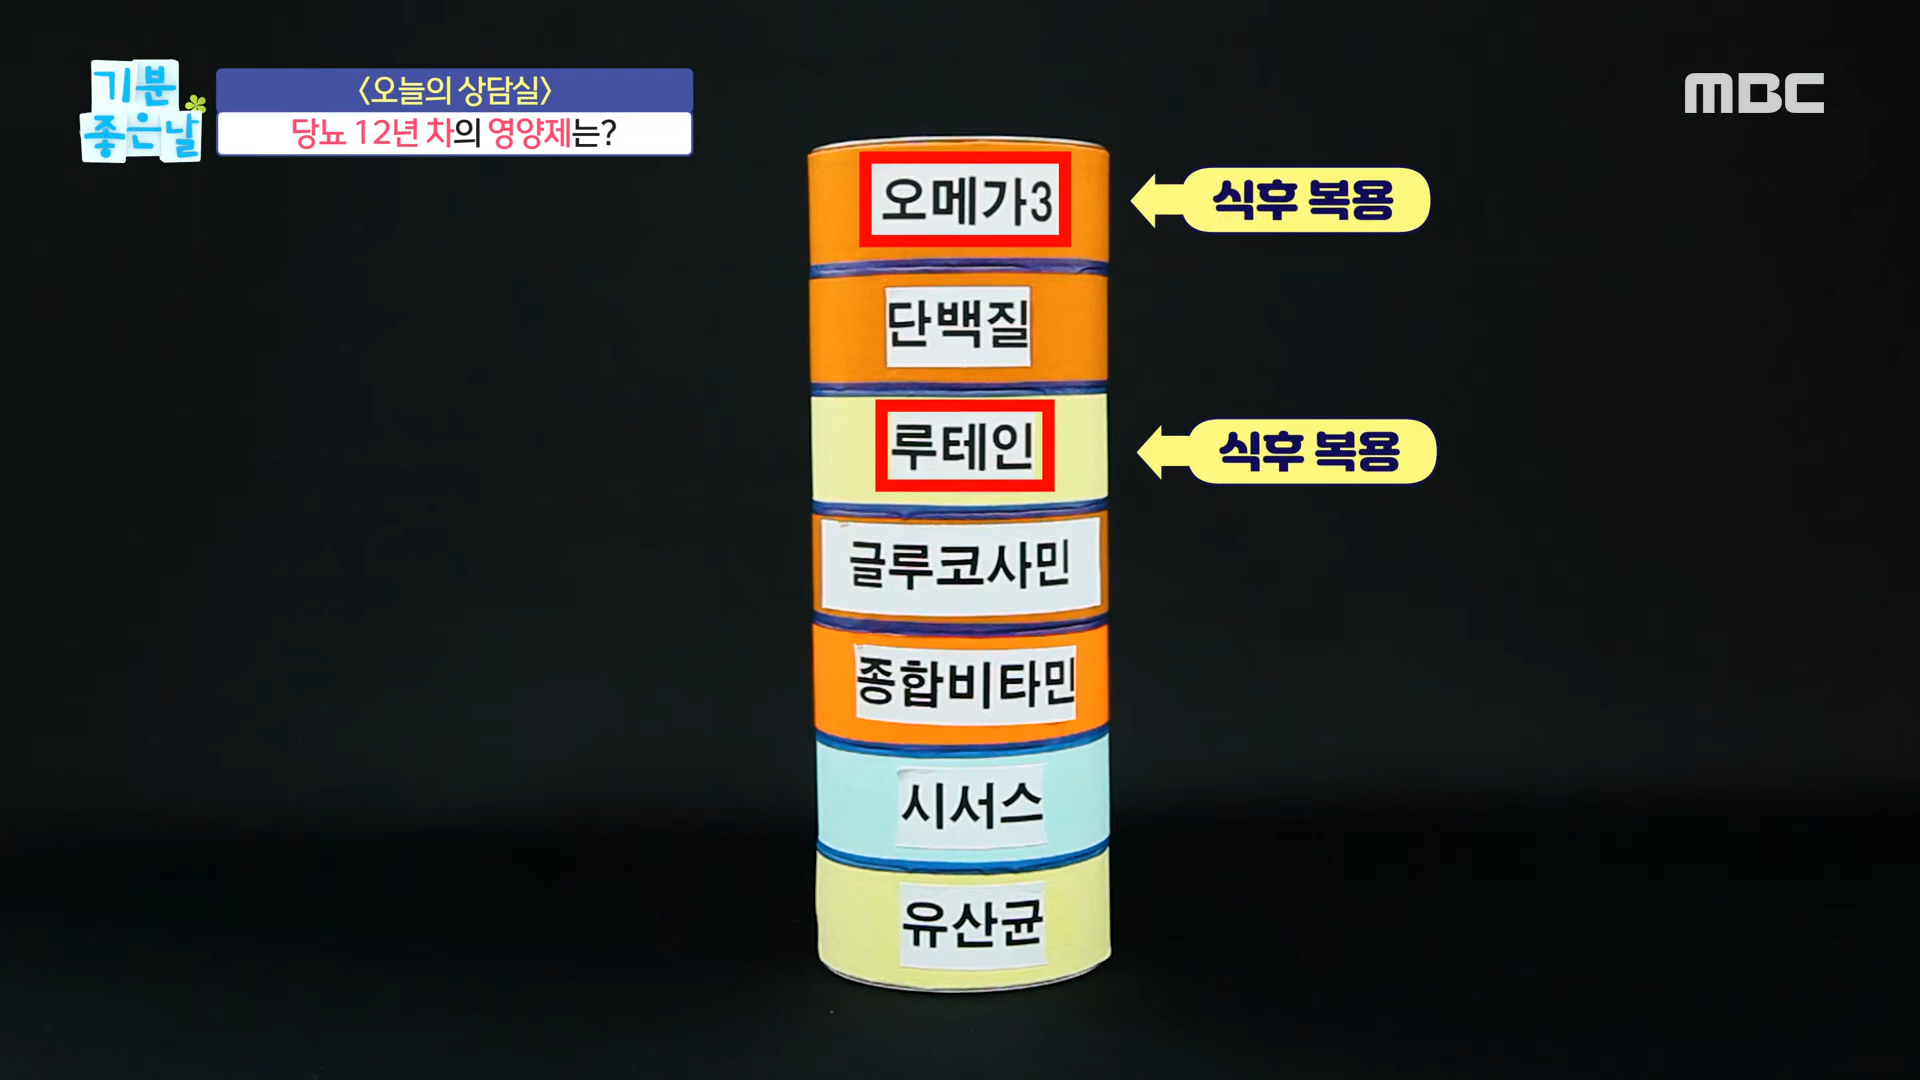 기분
좋은날
<오늘의 상담실>
당뇨 12년 차의 영양제는?
MBC
오메가3
식후 복용
단백질
루테인
식후 복용
글루코사민
종합비타민
시서스
유산균